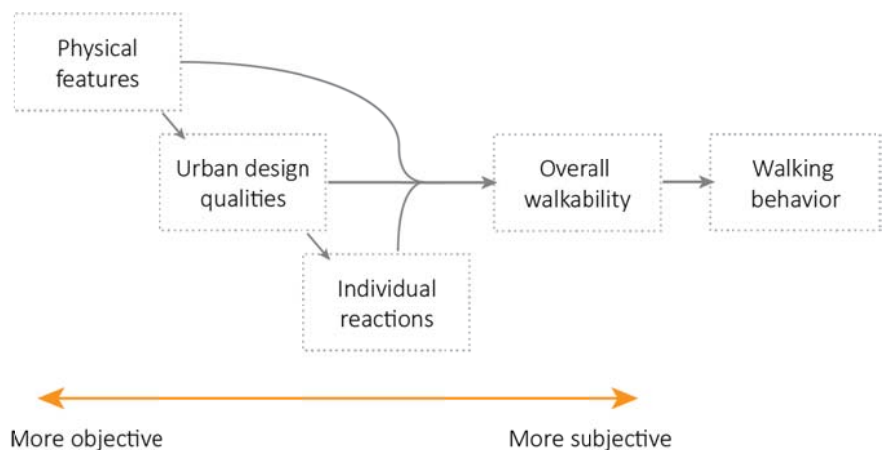 Physical
features
Urban design
qualities
Overall
walkability
Walking
behavior
Individual
reactions
More objective
More subjective